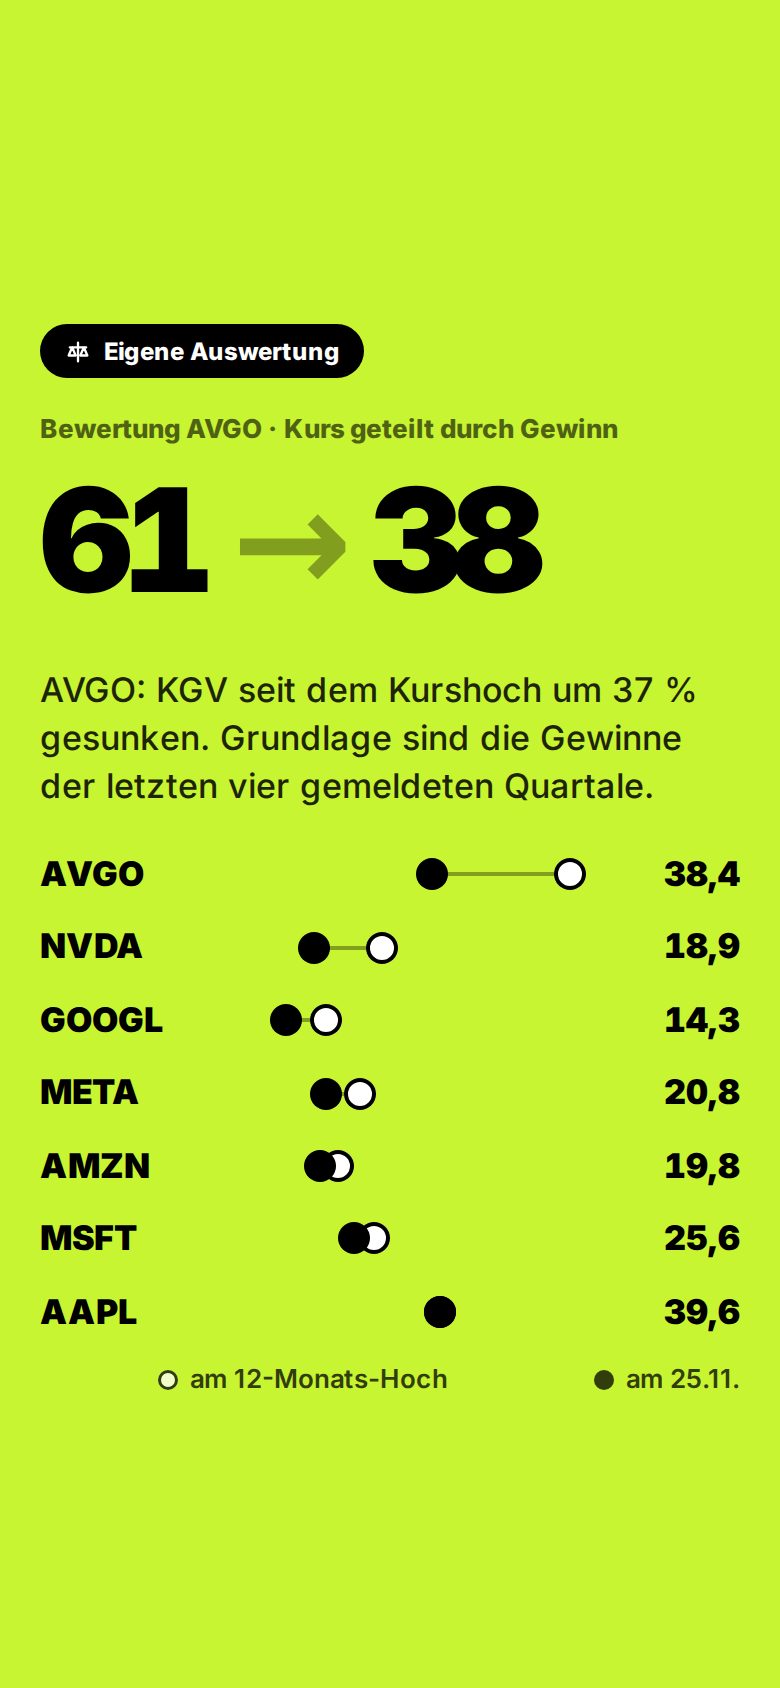 Eigene Auswertung
Bewertung AVGO · Kurs geteilt durch Gewinn
61 → 38
AVGO: KGV seit dem Kurshoch um 37 %
gesunken. Grundlage sind die Gewinne
der letzten vier gemeldeten Quartale.
AVGO 38,4
NVDA 18,9
GOOGL 14,3
META 20,8
AMZN 19,8
MSFT 25,6
AAPL 39,6
am 12-Monats-Hoch am 25.11.